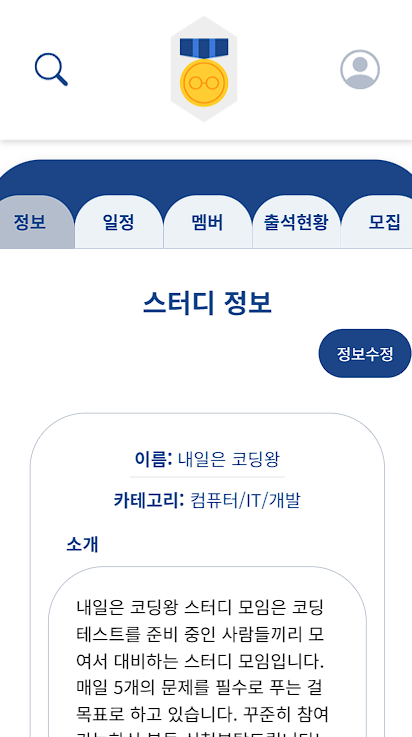 정보 일정 멤버 출석현황 모집
스터디 정보
정보수정
이름: 내일은 코딩왕
카테고리: 컴퓨터/IT/개발
소개
내일은 코딩왕 스터디 모임은 코딩
테스트를 준비 중인 사람들끼리 모
여서 대비하는 스터디 모임입니다.
매일 5개의 문제를 필수로 푸는 걸
목표로 하고 있습니다. 꾸준히 참여